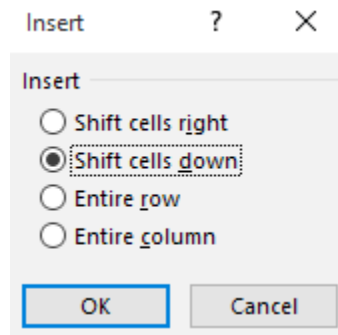 Insert ?
Insert
Shift cells right
Shift cells down
Entire row
Entire column
OK Cancel